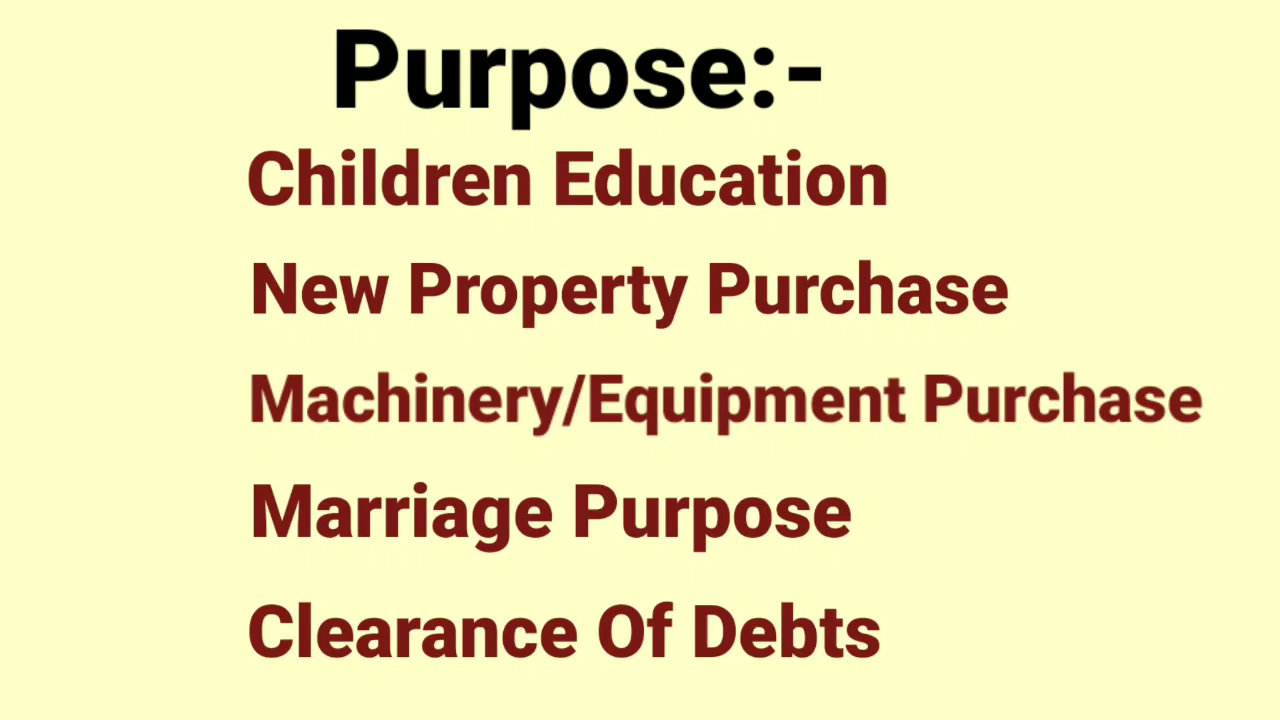 Purpose:-
Children Education
New Property Purchase
Machinery/Equipment Purchase
Marriage Purpose
Clearance Of Debts